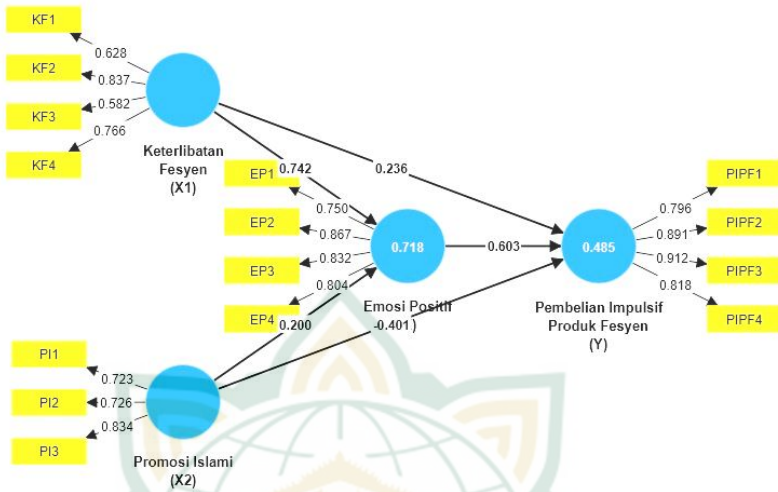 KF1
KF2
KF3
KF4
0.628
0.837
0.582
0.766
Keterlibatan
Fesyen
(X1)
0.742
0.236
EP1
EP2
EP3
EP4
0.750
0.867
0.832
0.804
0.718
Emosi Positif
)
0.603
0.200
-0.401
0.485
Pembelian Impulsif
Produk Fesyen
(Y)
0.796
0.891
0.912
0.818
PIPF1
PIPF2
PIPF3
PIPF4
PI1
PI2
PI3
0.723
0.726
0.834
Promosi Islami
(X2)